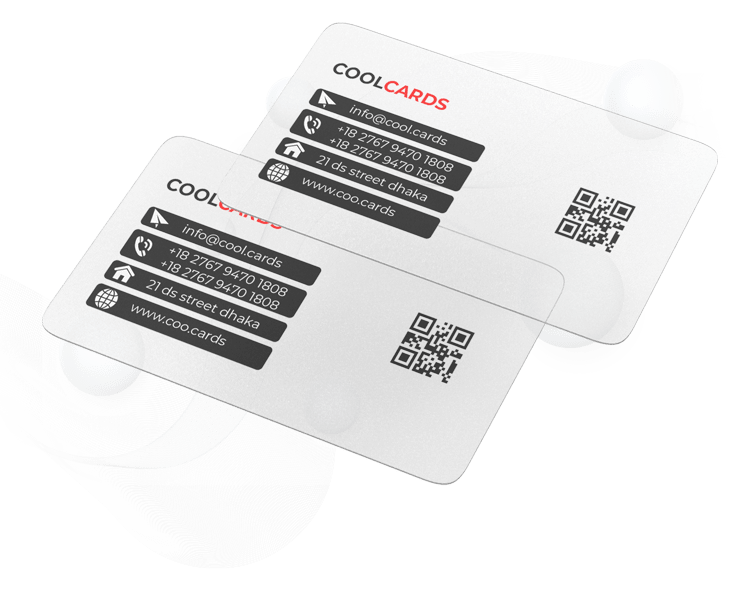 COOLCARDS
info@cool.cards
+18 2767 9470 1808
+18 2767 9470 1808
21 ds street dhaka
www.coo.cards
COOLCARDS
info@cool.cards
+18 2767 9470 1808
+18 2767 9470 1808
21 ds street dhaka
www.coo.cards